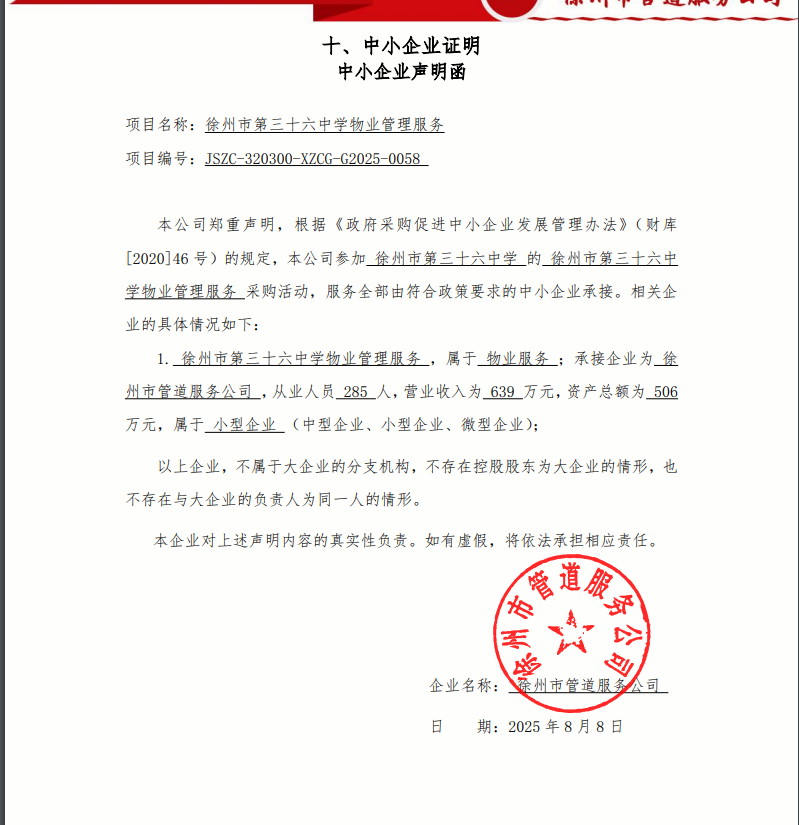 徐州市管道服务公司
十、中小企业证明
中小企业声明函
项目名称：徐州市第三十六中学物业管理服务
项目编号：JSZC-320300-XZCG-G2025-0058
本公司郑重声明，根据《政府采购促进中小企业发展管理办法》（财库
[2020]46 号）的规定，本公司参加 徐州市第三十六中学 的 徐州市第三十六中
学物业管理服务 采购活动，服务全部由符合政策要求的中小企业承接。相关企
业的具体情况如下：
1. 徐州市第三十六中学物业管理服务 ，属于 物业服务 ；承接企业为 徐
州市管道服务公司 ，从业人员 285 人，营业收入为 639 万元，资产总额为 506
万元，属于 小型企业 （中型企业、小型企业、微型企业）；
以上企业，不属于大企业的分支机构，不存在控股股东为大企业的情形，也
不存在与大企业的负责人为同一人的情形。
本企业对上述声明内容的真实性负责。如有虚假，将依法承担相应责任。
徐州市管道服务公司
企业名称： 徐州市管道服务公司
日 期：2025 年 8 月 8 日